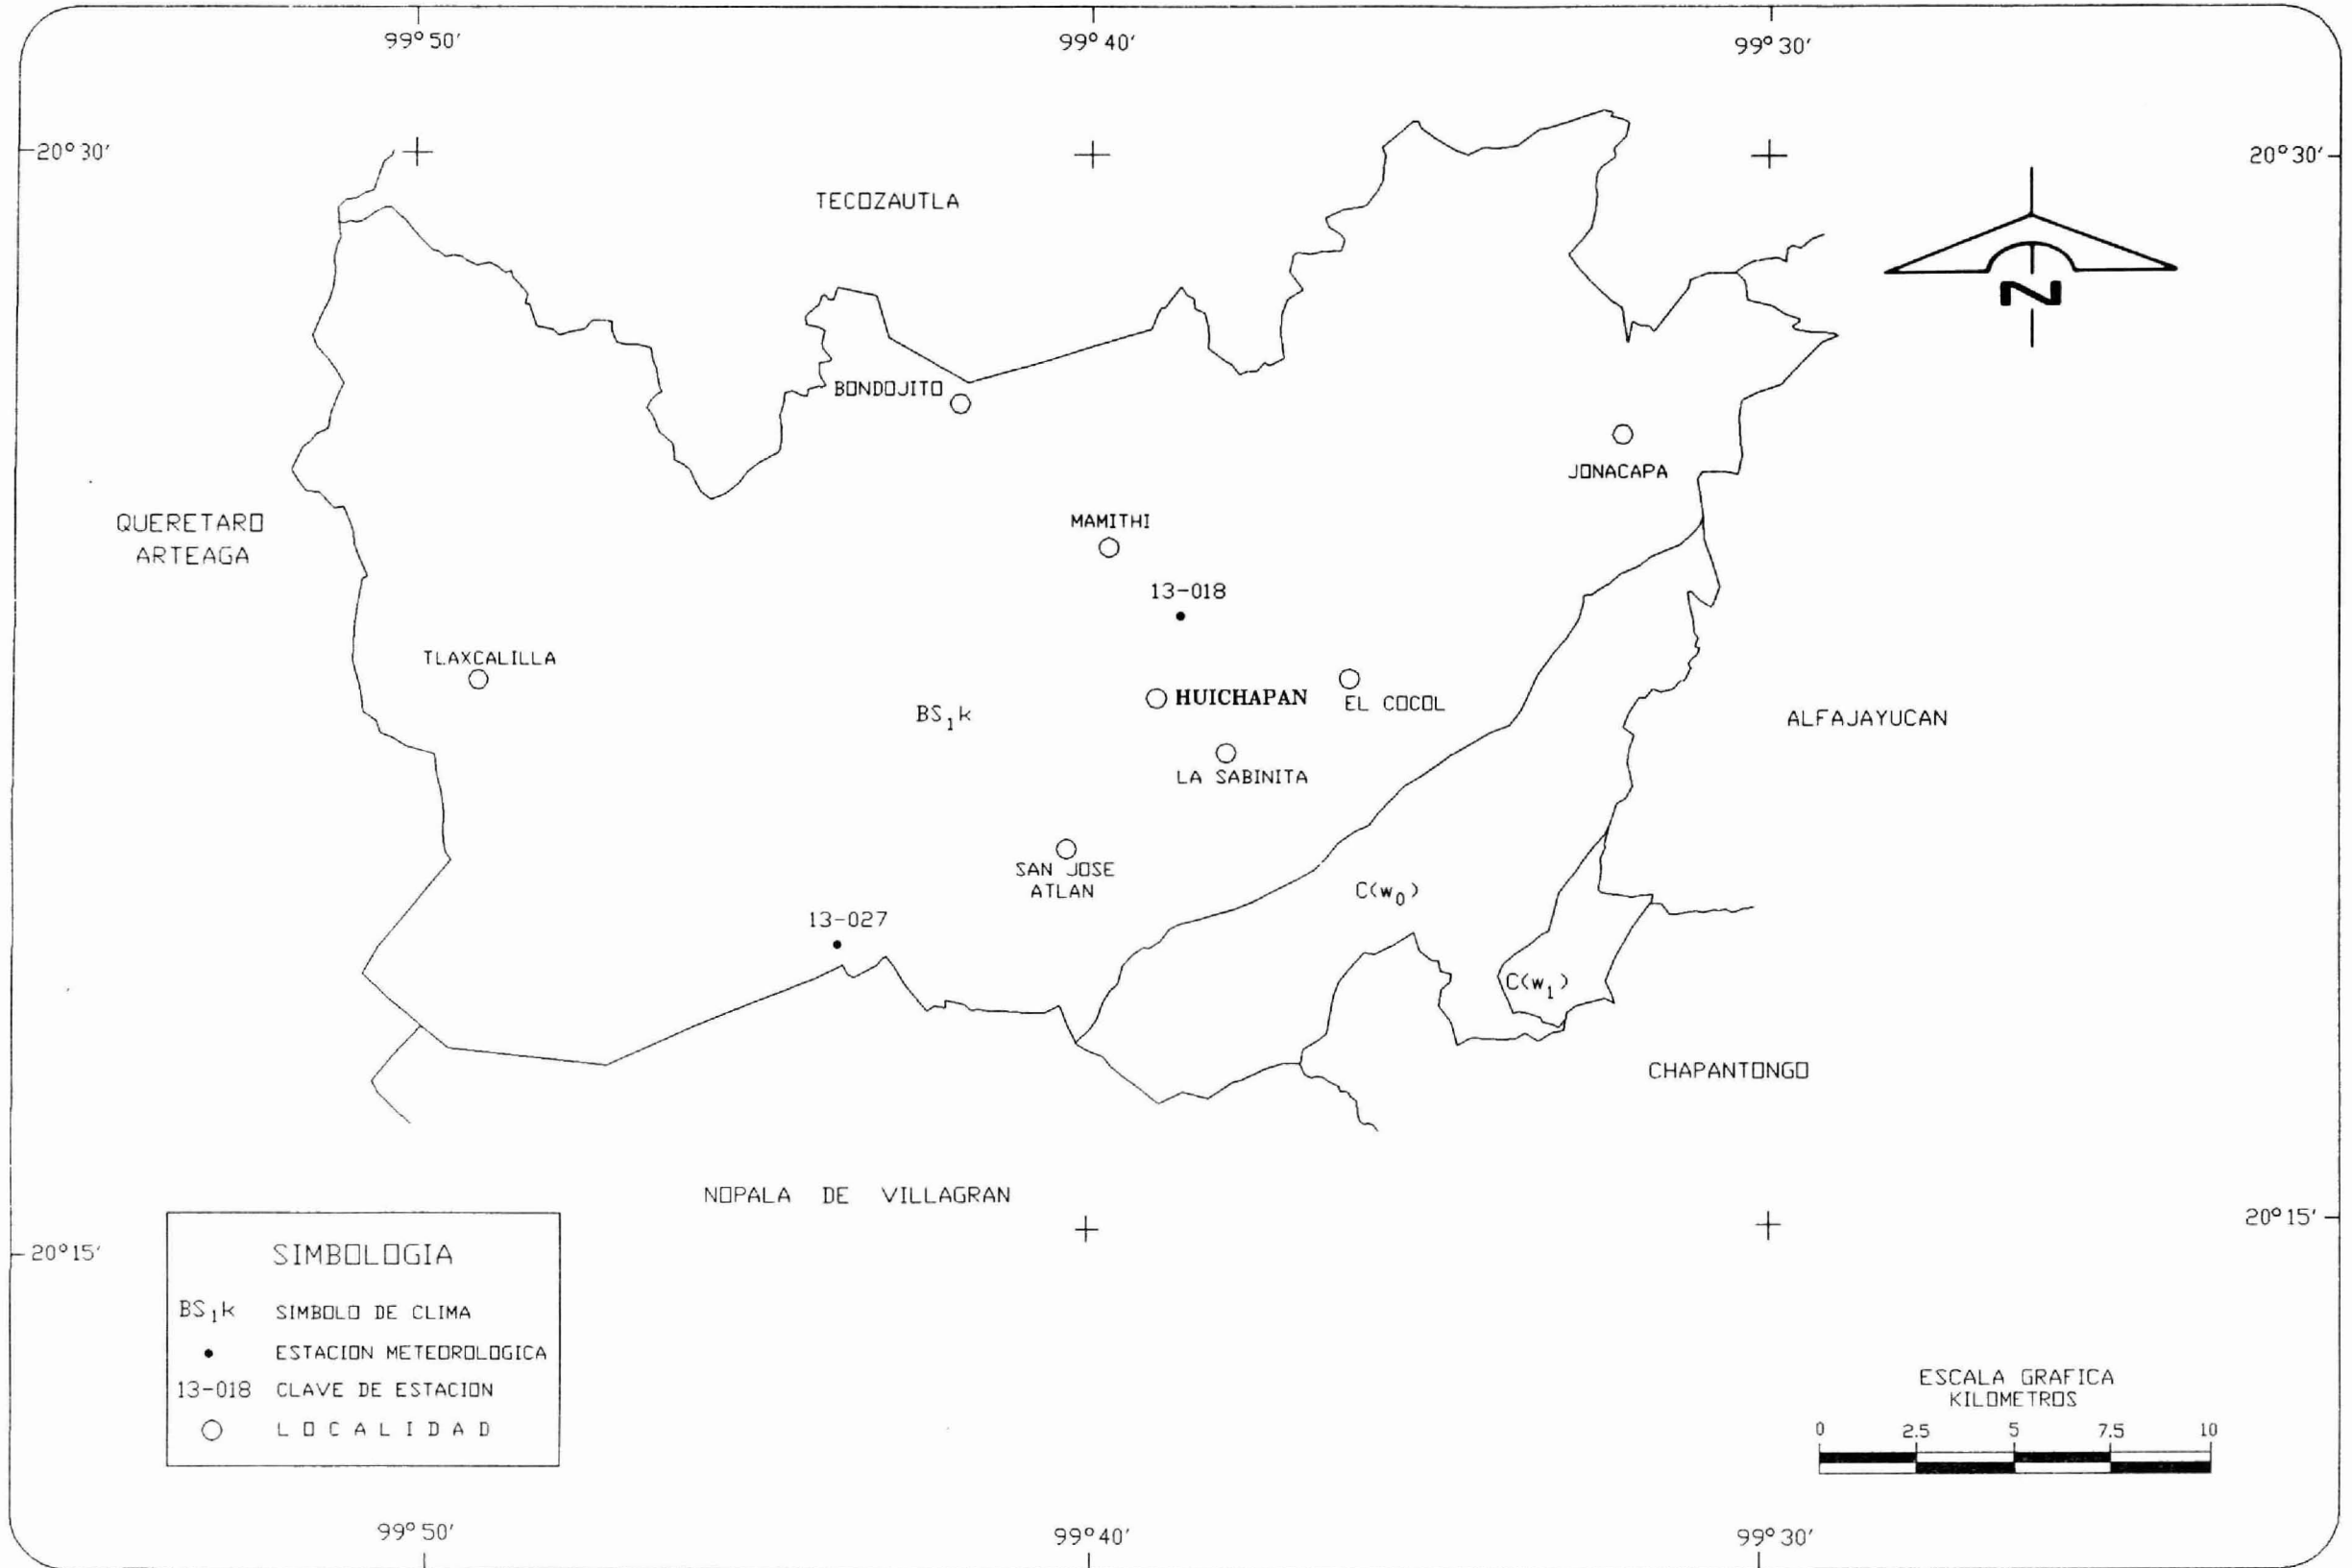 99° 50′
99° 40′
99° 30′
20° 30′
20° 30′
TECOZAUTLA
N
BONDOJITO
JONACAPA
QUERETARO
ARTEAGA
MAMITHI
13-018
TLAXCALILLA
HUICHAPAN
EL COCOL
BS₁k
ALFAJAYUCAN
LA SABINITA
SAN JOSE
ATLAN
C(w₀)
13-027
C(w₁)
CHAPANTONGO
NOPALA DE VILLAGRAN
20° 15′
20° 15′
SIMBOLOGIA
BS₁k SIMBOLO DE CLIMA
ESTACION METEOROLOGICA
13-018 CLAVE DE ESTACION
LOCALIDAD
ESCALA GRAFICA
KILOMETROS
0 2.5 5 7.5 10
99° 50′
99° 40′
99° 30′